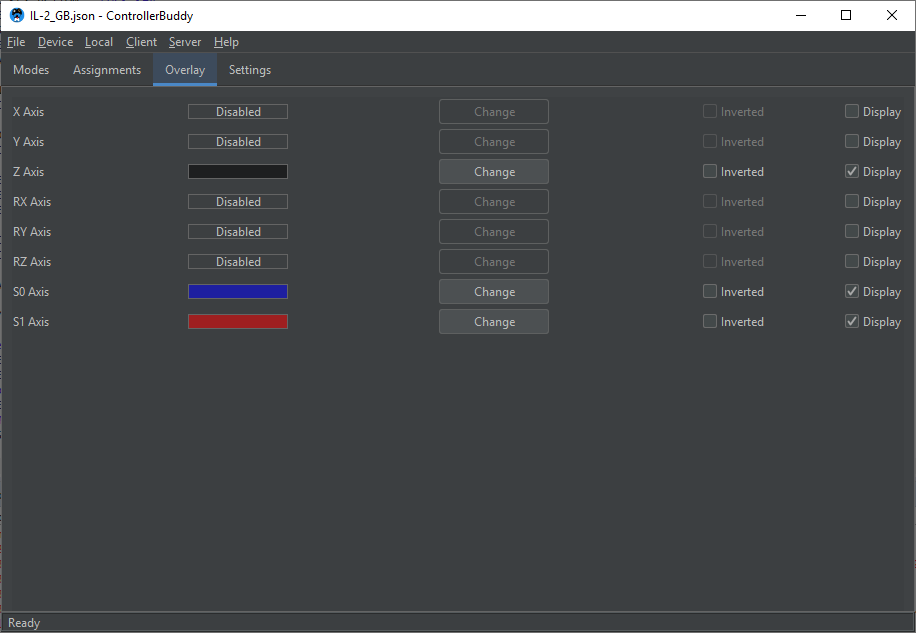 IL-2_GB.json - ControllerBuddy
File Device Local Client Server Help
Modes Assignments Overlay Settings
X Axis Disabled Change Inverted Display
Y Axis Disabled Change Inverted Display
Z Axis Change Inverted Display
RX Axis Disabled Change Inverted Display
RY Axis Disabled Change Inverted Display
RZ Axis Disabled Change Inverted Display
S0 Axis Change Inverted Display
S1 Axis Change Inverted Display
Ready